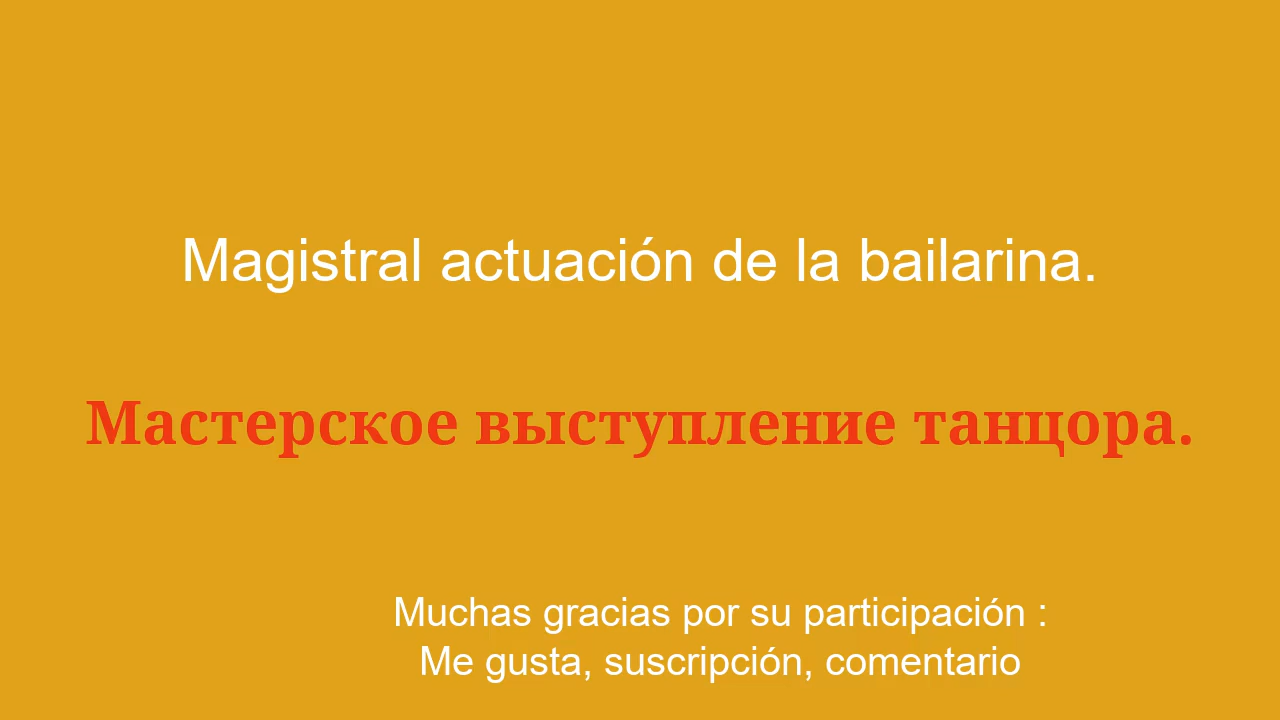 Magistral actuación de la bailarina.
Мастерское выступление танцора.
Muchas gracias por su participación :
Me gusta, suscripción, comentario